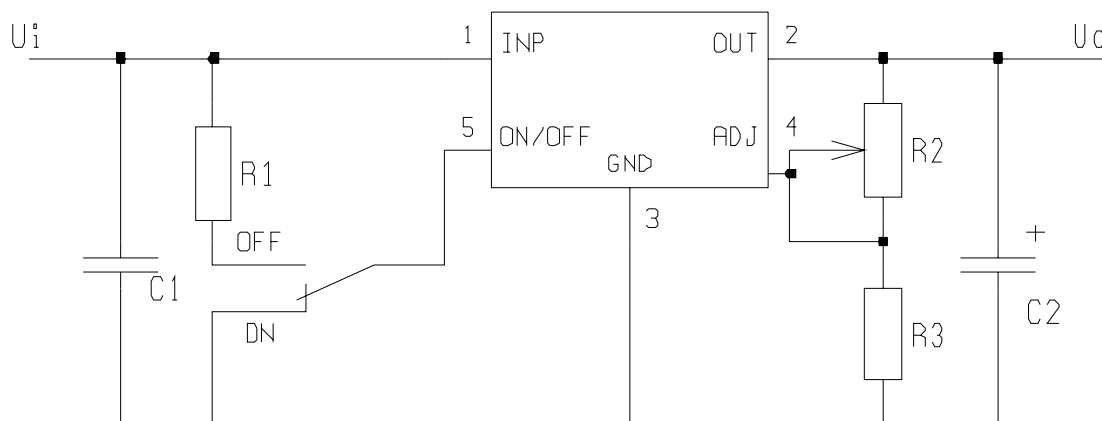 Ui
1
INP
OUT
2
Uo
5
ON/OFF
ADJ
4
GND
R1
R2
3
OFF
+
C1
C2
DN
R3